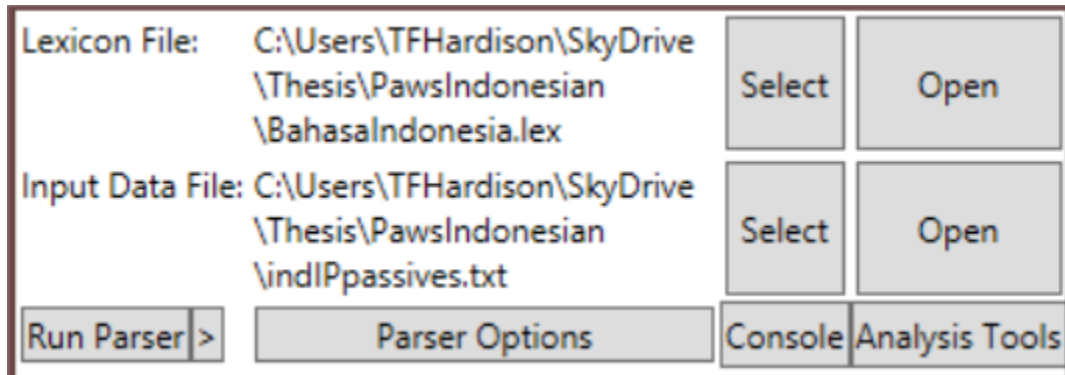 Lexicon File: C:\Users\TFHardison\SkyDrive Select Open
\Thesis\PawsIndonesian
\BahasaIndonesia.lex
Input Data File: C:\Users\TFHardison\SkyDrive Select Open
\Thesis\PawsIndonesian
\indIPpassives.txt
Run Parser > Parser Options Console Analysis Tools